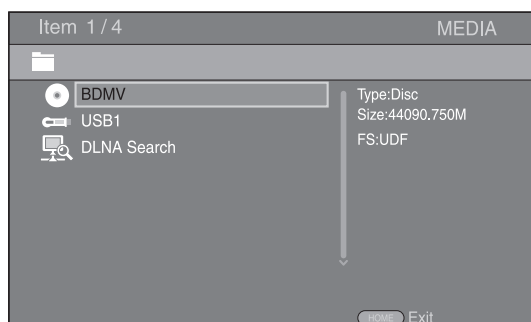 Item 1/4 MEDIA
BDMV
USB1
DLNA Search
Type:Disc
Size:44090.750M
FS:UDF
HOME Exit